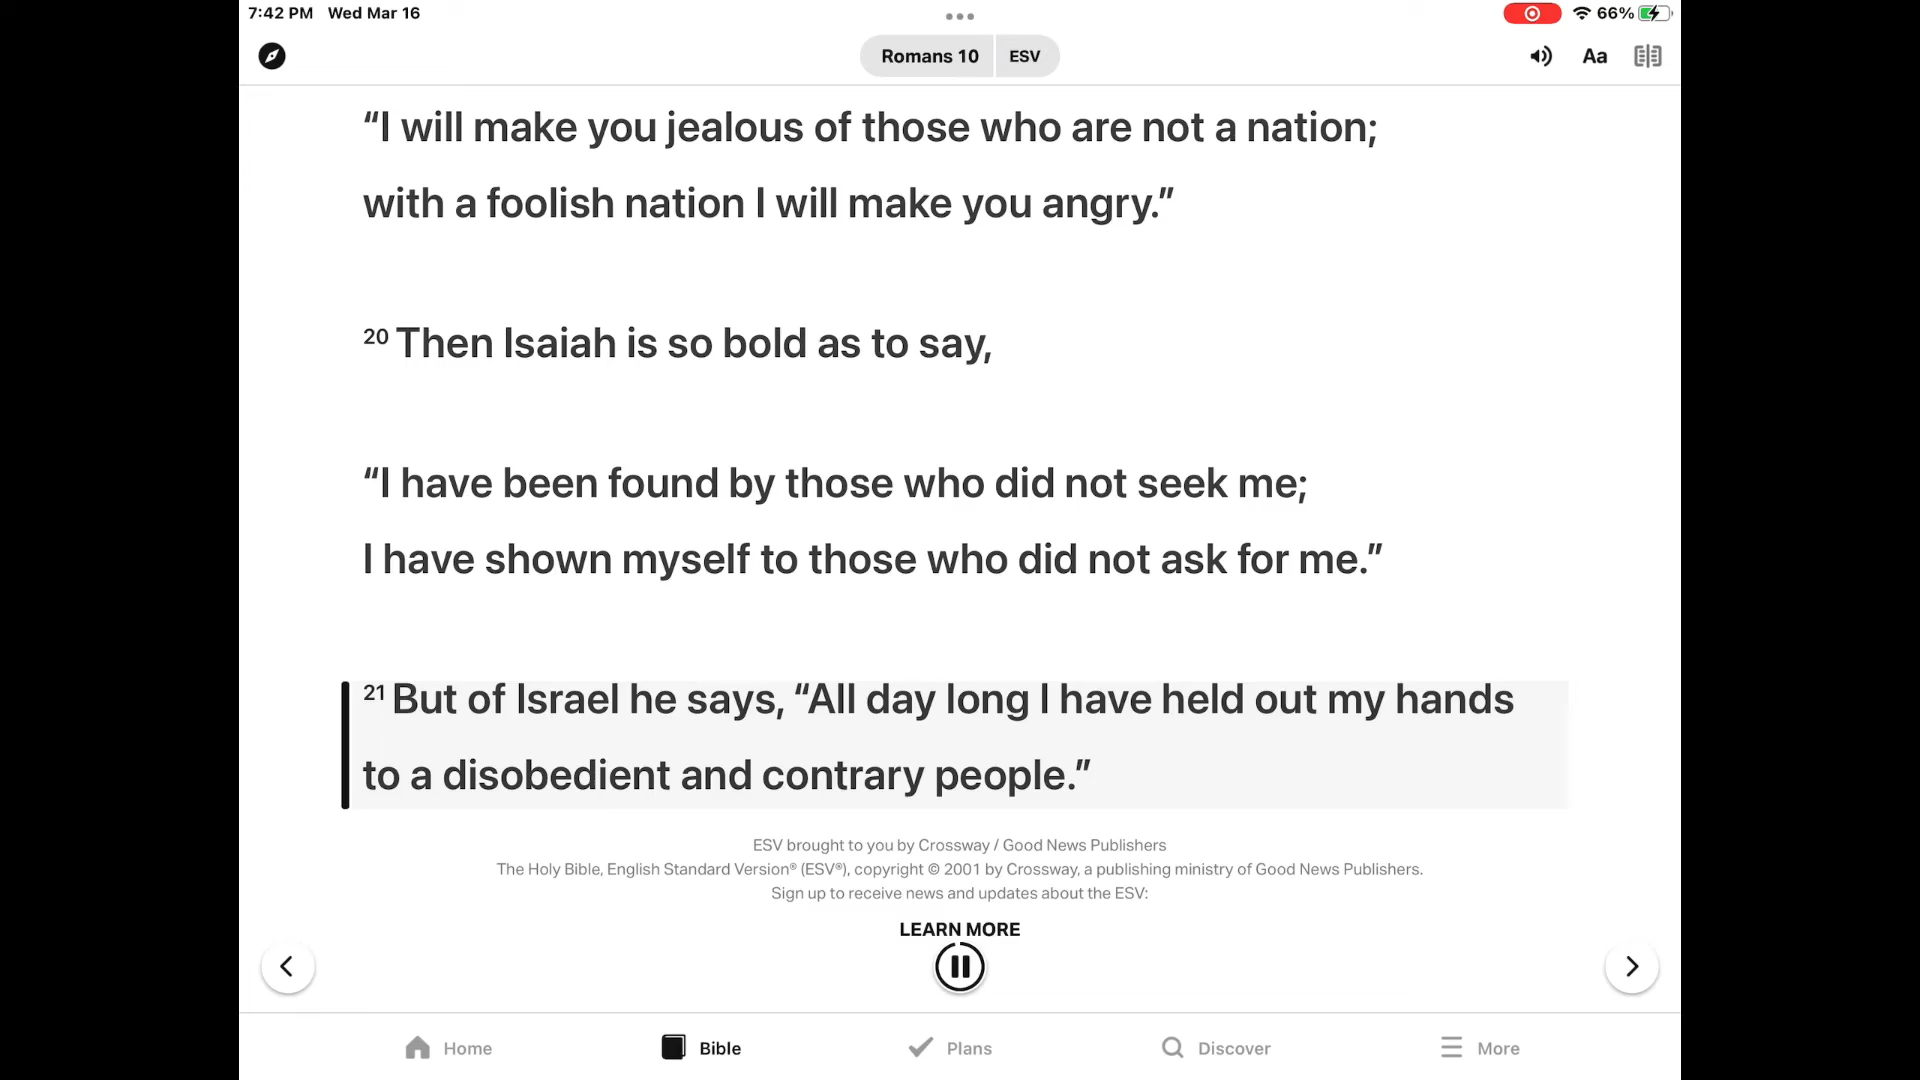 7:42 PM Wed Mar 16
66%
Romans 10 ESV
Aa
“I will make you jealous of those who are not a nation;
with a foolish nation I will make you angry.”
20 Then Isaiah is so bold as to say,
“I have been found by those who did not seek me;
I have shown myself to those who did not ask for me.”
21 But of Israel he says, “All day long I have held out my hands
to a disobedient and contrary people.”
ESV brought to you by Crossway / Good News Publishers
The Holy Bible, English Standard Version® (ESV®), copyright © 2001 by Crossway, a publishing ministry of Good News Publishers.
Sign up to receive news and updates about the ESV:
LEARN MORE
Home Bible Plans Discover More